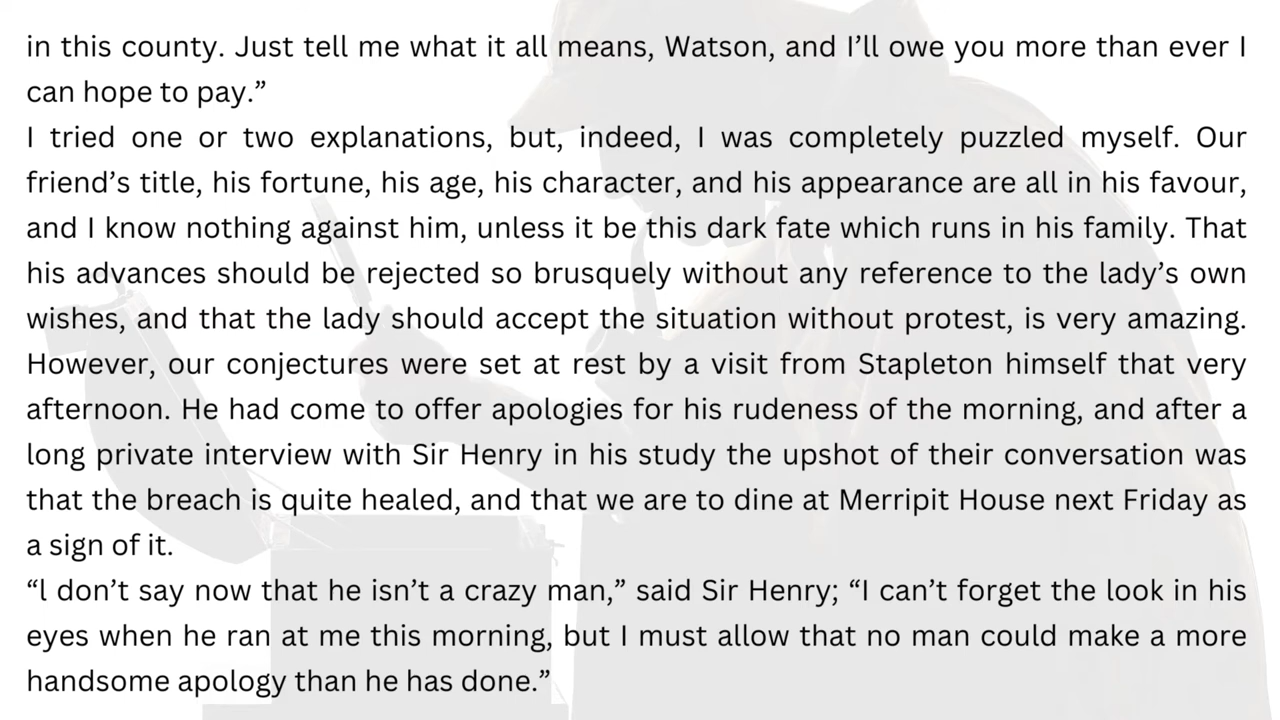 in this county. Just tell me what it all means, Watson, and I’ll owe you more than ever I
can hope to pay.”
I tried one or two explanations, but, indeed, I was completely puzzled myself. Our
friend’s title, his fortune, his age, his character, and his appearance are all in his favour,
and I know nothing against him, unless it be this dark fate which runs in his family. That
his advances should be rejected so brusquely without any reference to the lady’s own
wishes, and that the lady should accept the situation without protest, is very amazing.
However, our conjectures were set at rest by a visit from Stapleton himself that very
afternoon. He had come to offer apologies for his rudeness of the morning, and after a
long private interview with Sir Henry in his study the upshot of their conversation was
that the breach is quite healed, and that we are to dine at Merripit House next Friday as
a sign of it.
“l don’t say now that he isn’t a crazy man,” said Sir Henry; “I can’t forget the look in his
eyes when he ran at me this morning, but I must allow that no man could make a more
handsome apology than he has done.”